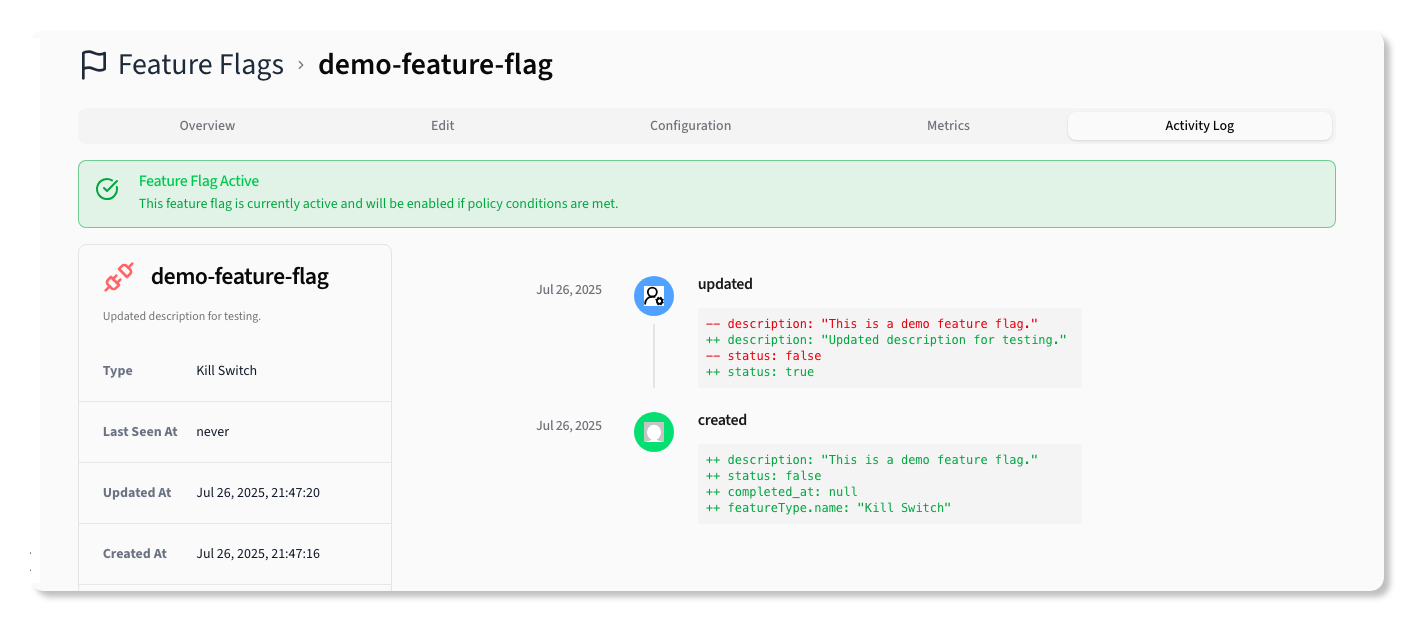 Feature Flags › demo-feature-flag
Overview Edit Configuration Metrics Activity Log
Feature Flag Active
This feature flag is currently active and will be enabled if policy conditions are met.
demo-feature-flag
Updated description for testing.
Type Kill Switch
Last Seen At never
Updated At Jul 26, 2025, 21:47:20
Created At Jul 26, 2025, 21:47:16
Jul 26, 2025 updated
-- description: "This is a demo feature flag."
++ description: "Updated description for testing."
-- status: false
++ status: true
Jul 26, 2025 created
++ description: "This is a demo feature flag."
++ status: false
++ completed_at: null
++ featureType.name: "Kill Switch"